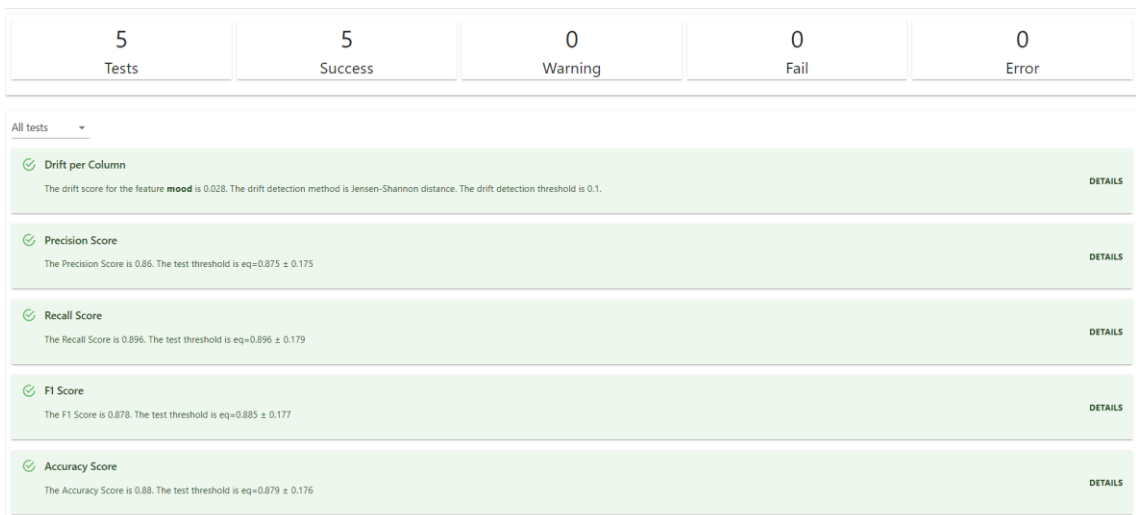 5
Tests
5
Success
0
Warning
0
Fail
0
Error
All tests
Drift per Column
The drift score for the feature mood is 0.028. The drift detection method is Jensen-Shannon distance. The drift detection threshold is 0.1.
DETAILS
Precision Score
The Precision Score is 0.86. The test threshold is eq=0.875 ± 0.175
DETAILS
Recall Score
The Recall Score is 0.896. The test threshold is eq=0.896 ± 0.179
DETAILS
F1 Score
The F1 Score is 0.878. The test threshold is eq=0.885 ± 0.177
DETAILS
Accuracy Score
The Accuracy Score is 0.88. The test threshold is eq=0.879 ± 0.176
DETAILS